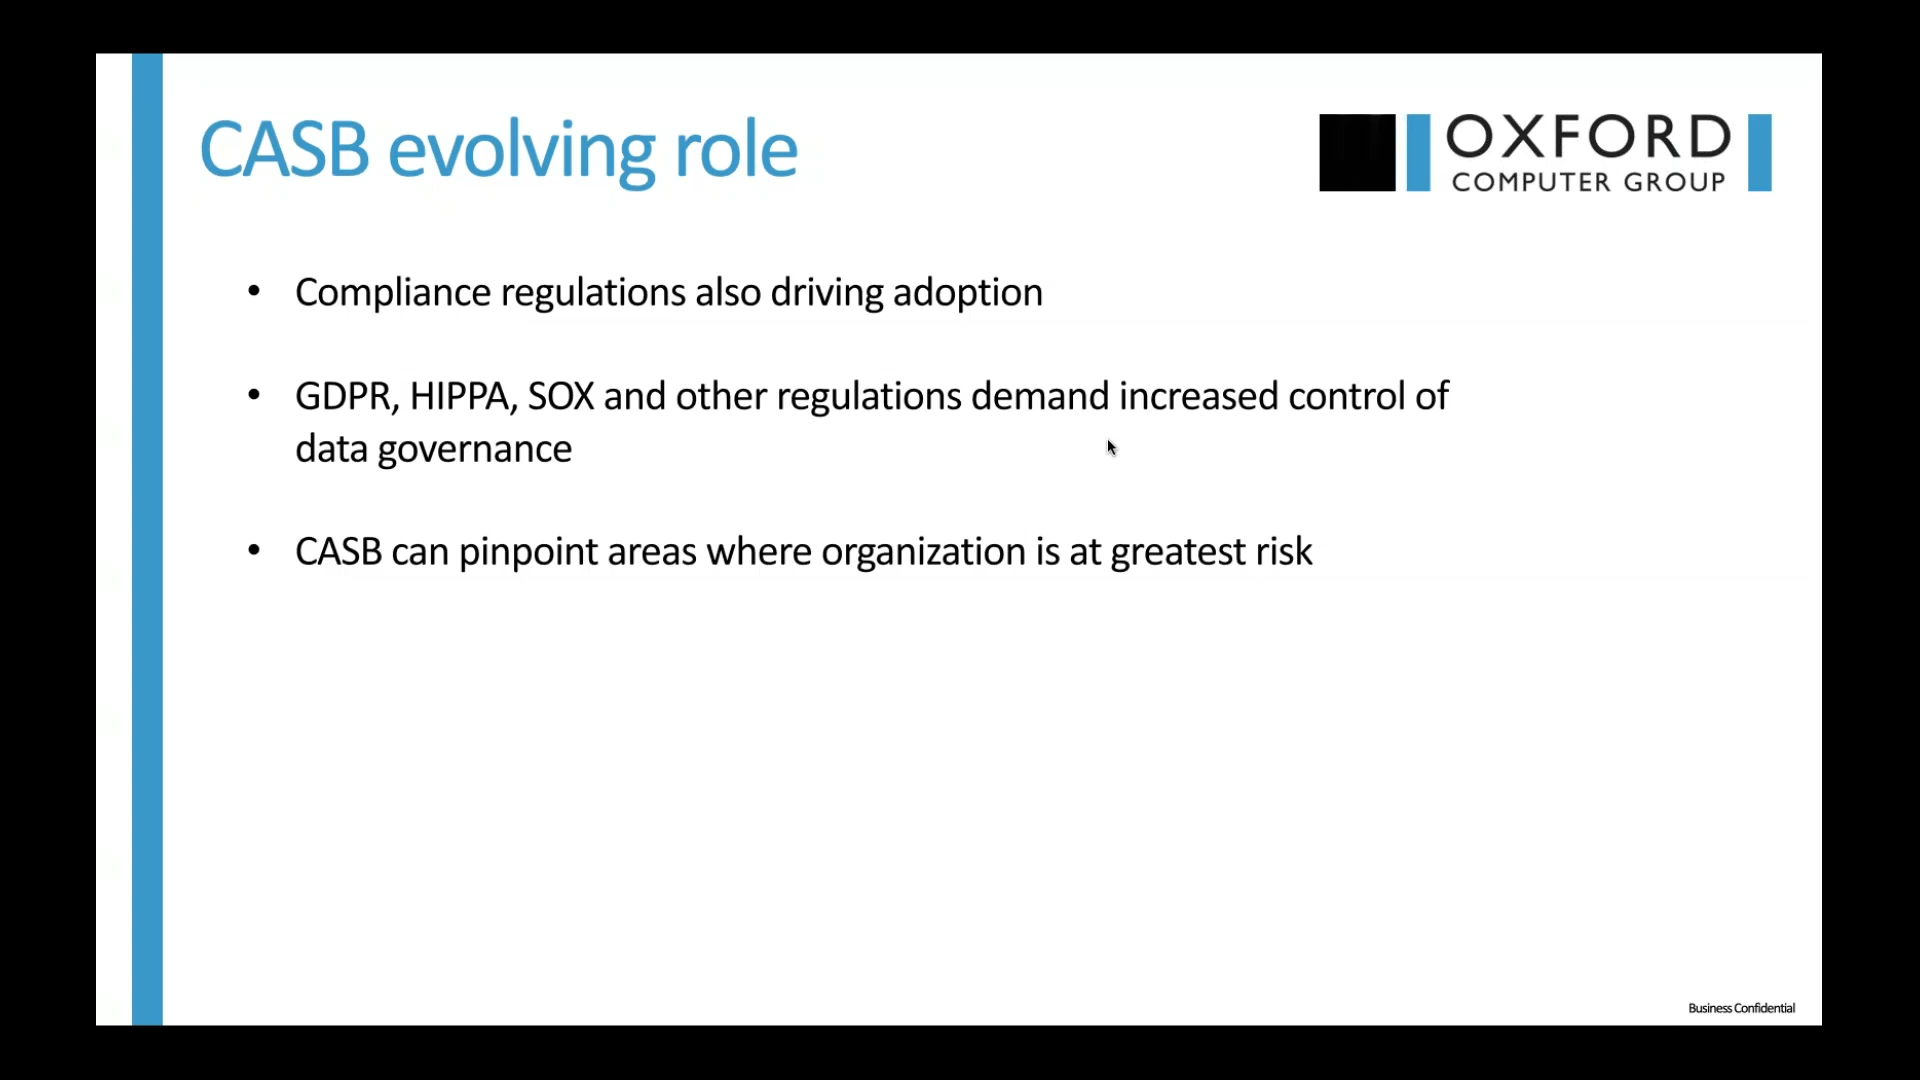 CASB evolving role
OXFORD
COMPUTER GROUP
• Compliance regulations also driving adoption
• GDPR, HIPPA, SOX and other regulations demand increased control of
data governance
• CASB can pinpoint areas where organization is at greatest risk
Business Confidential